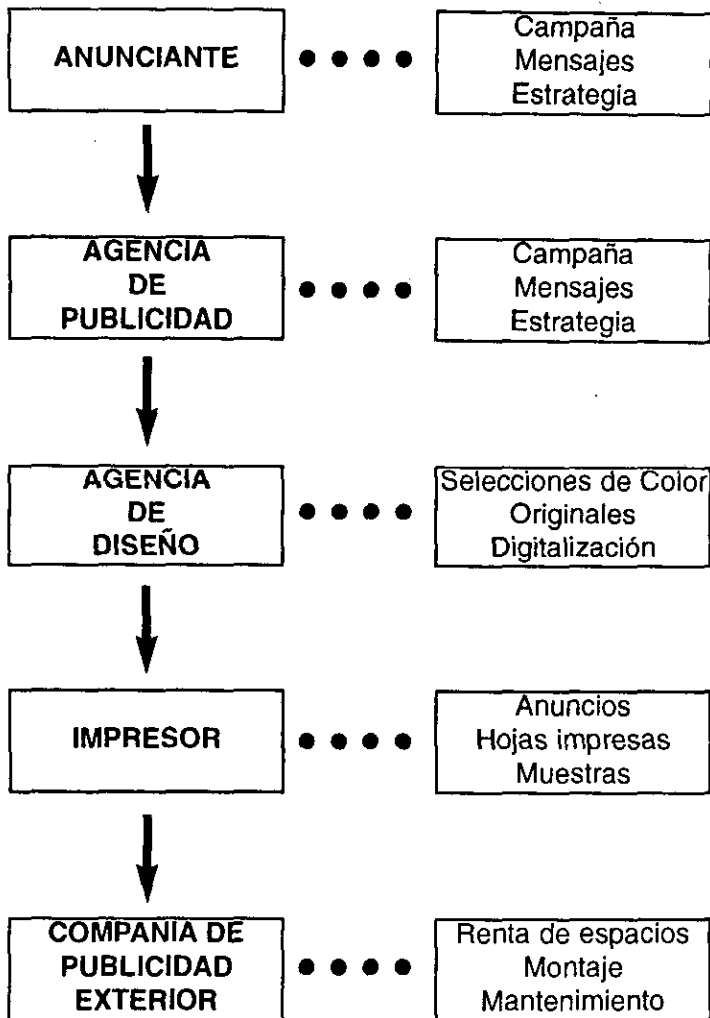 ANUNCIANTE
Campaña
Mensajes
Estrategia
AGENCIA
DE
PUBLICIDAD
Campaña
Mensajes
Estrategia
AGENCIA
DE
DISEÑO
Selecciones de Color
Originales
Digitalización
IMPRESOR
Anuncios
Hojas impresas
Muestras
COMPAÑIA DE
PUBLICIDAD
EXTERIOR
Renta de espacios
Montaje
Mantenimiento